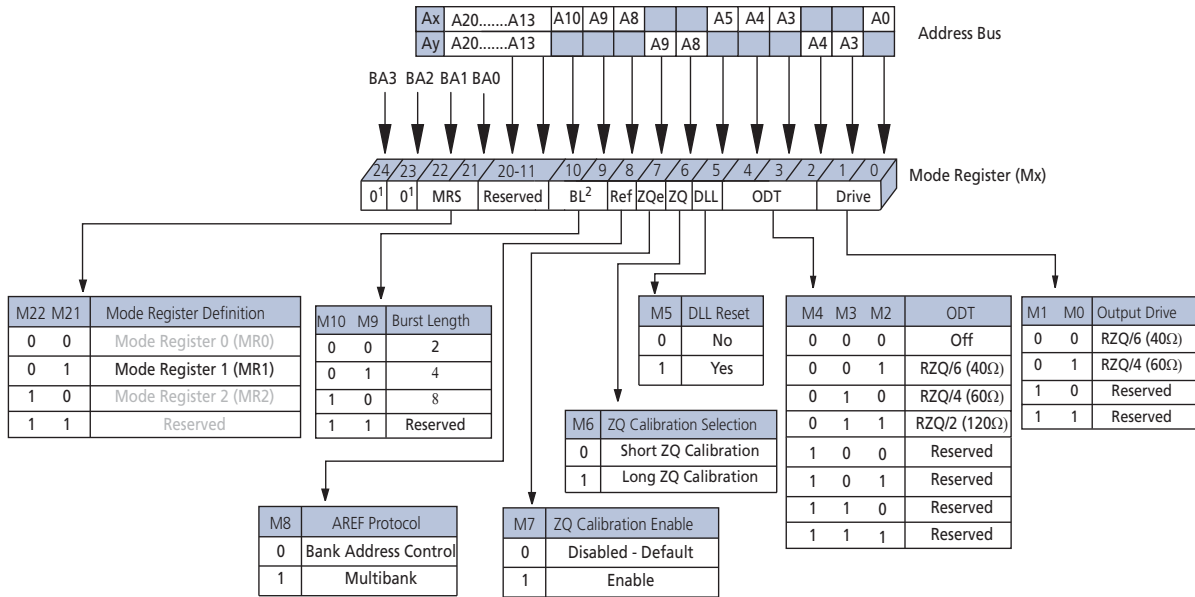 Ax A20.......A13 A10 A9 A8 A5 A4 A3 A0
Ay A20.......A13 A9 A8 A4 A3
Address Bus
BA3 BA2 BA1 BA0
24 23 22 21 20-11 10 9 8 7 6 5 4 3 2 1 0
Mode Register (Mx)
0¹ 0¹ MRS Reserved BL² Ref ZQe ZQ DLL ODT Drive
M22 M21 Mode Register Definition
0 0 Mode Register 0 (MR0)
0 1 Mode Register 1 (MR1)
1 0 Mode Register 2 (MR2)
1 1 Reserved
M10 M9 Burst Length
0 0 2
0 1 4
1 0 8
1 1 Reserved
M5 DLL Reset
0 No
1 Yes
M4 M3 M2 ODT
0 0 0 Off
0 0 1 RZQ/6 (40Ω)
0 1 0 RZQ/4 (60Ω)
0 1 1 RZQ/2 (120Ω)
1 0 0 Reserved
1 0 1 Reserved
1 1 0 Reserved
1 1 1 Reserved
M1 M0 Output Drive
0 0 RZQ/6 (40Ω)
0 1 RZQ/4 (60Ω)
1 0 Reserved
1 1 Reserved
M6 ZQ Calibration Selection
0 Short ZQ Calibration
1 Long ZQ Calibration
M8 AREF Protocol
0 Bank Address Control
1 Multibank
M7 ZQ Calibration Enable
0 Disabled - Default
1 Enable